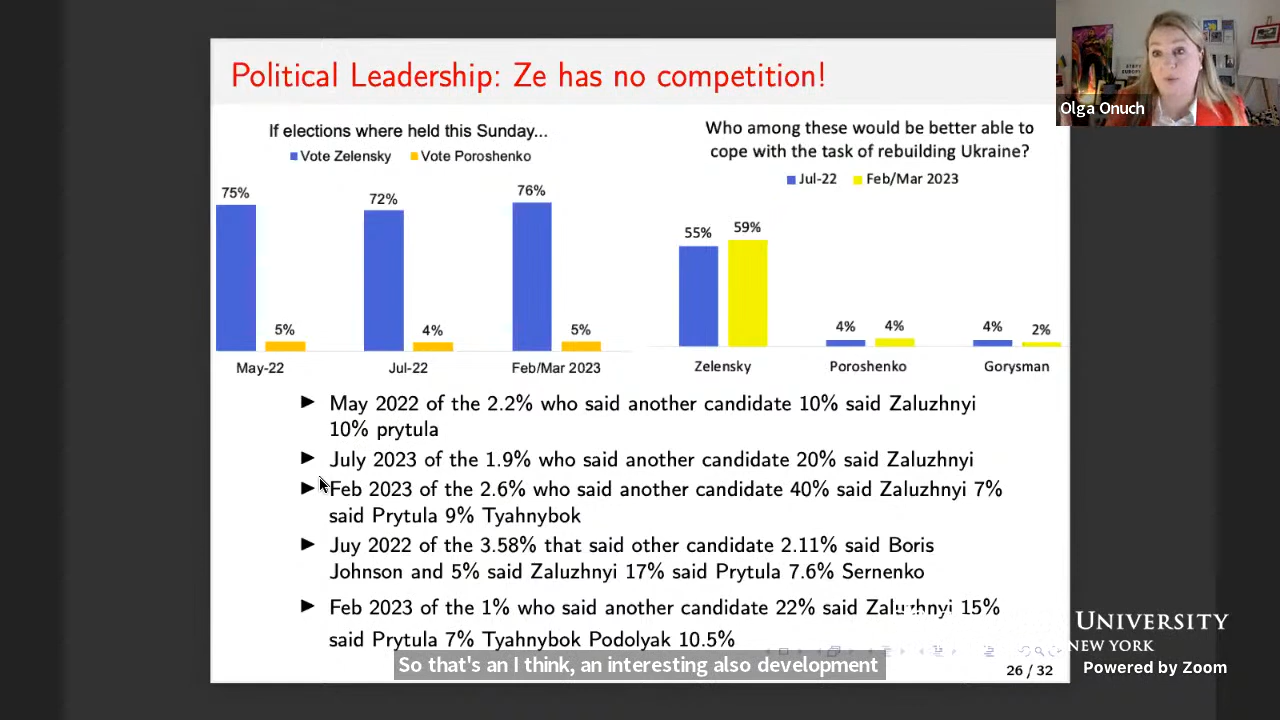 Political Leadership: Ze has no competition!
If elections where held this Sunday...
Vote Zelensky Vote Poroshenko
75% 72% 76%
5% 4% 5%
May-22 Jul-22 Feb/Mar 2023
Who among these would be better able to
cope with the task of rebuilding Ukraine?
Jul-22 Feb/Mar 2023
55% 59%
4% 4% 4% 2%
Zelensky Poroshenko Gorysman
May 2022 of the 2.2% who said another candidate 10% said Zaluzhnyi
10% prytula
July 2023 of the 1.9% who said another candidate 20% said Zaluzhnyi
Feb 2023 of the 2.6% who said another candidate 40% said Zaluzhnyi 7%
said Prytula 9% Tyahnybok
Juy 2022 of the 3.58% that said other candidate 2.11% said Boris
Johnson and 5% said Zaluzhnyi 17% said Prytula 7.6% Sernenko
Feb 2023 of the 1% who said another candidate 22% said Zaluzhnyi 15%
said Prytula 7% Tyahnybok Podolyak 10.5%
26 / 32
So that's an I think, an interesting also development
Olga Onuch
UNIVERSITY
NEW YORK
Powered by Zoom